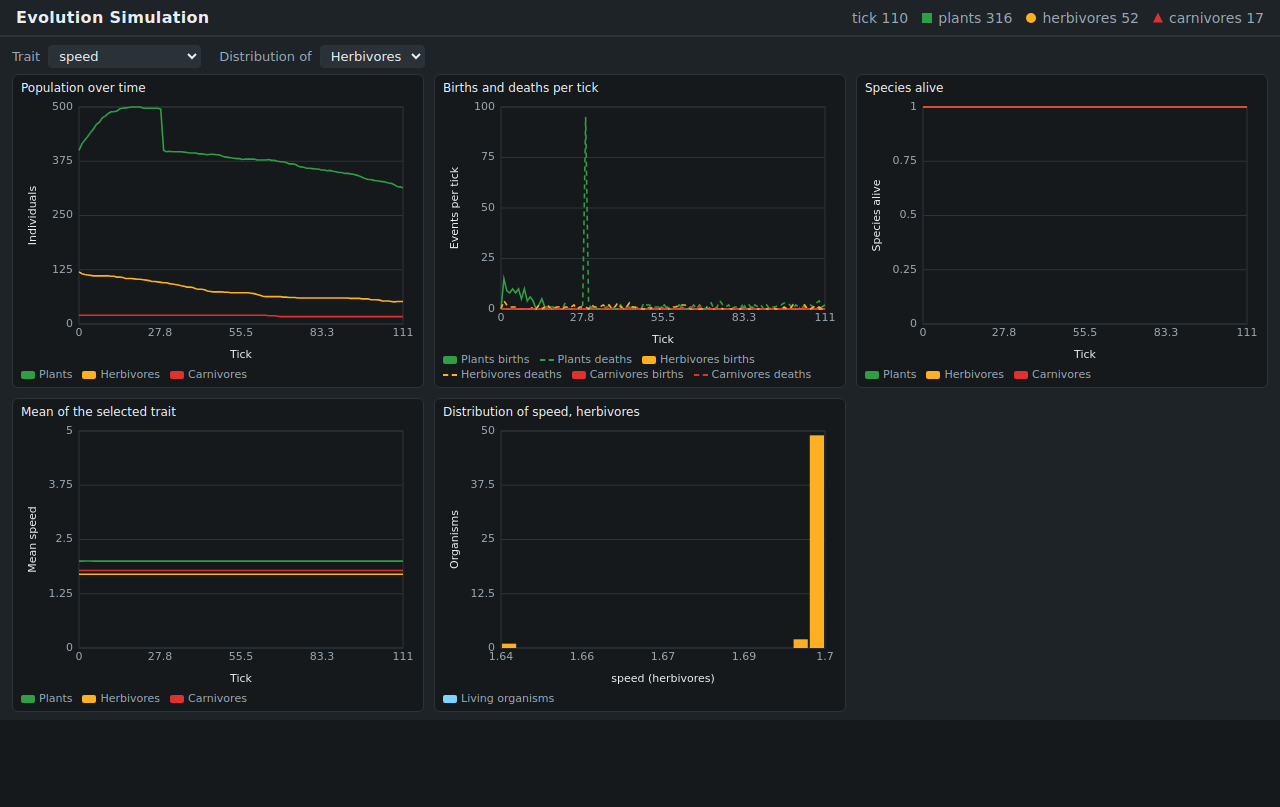 Evolution Simulation
tick 110 plants 316 herbivores 52 carnivores 17
Trait speed Distribution of Herbivores
Population over time
500
375
250
125
0
Individuals
0 27.8 55.5 83.3 111
Tick
Plants Herbivores Carnivores
Births and deaths per tick
100
75
50
25
0
Events per tick
0 27.8 55.5 83.3 111
Tick
Plants births Plants deaths Herbivores births
Herbivores deaths Carnivores births Carnivores deaths
Species alive
1
0.75
0.5
0.25
0
Species alive
0 27.8 55.5 83.3 111
Tick
Plants Herbivores Carnivores
Mean of the selected trait
5
3.75
2.5
1.25
0
Mean speed
0 27.8 55.5 83.3 111
Tick
Plants Herbivores Carnivores
Distribution of speed, herbivores
50
37.5
25
12.5
0
Organisms
1.64 1.66 1.67 1.69 1.7
speed (herbivores)
Living organisms